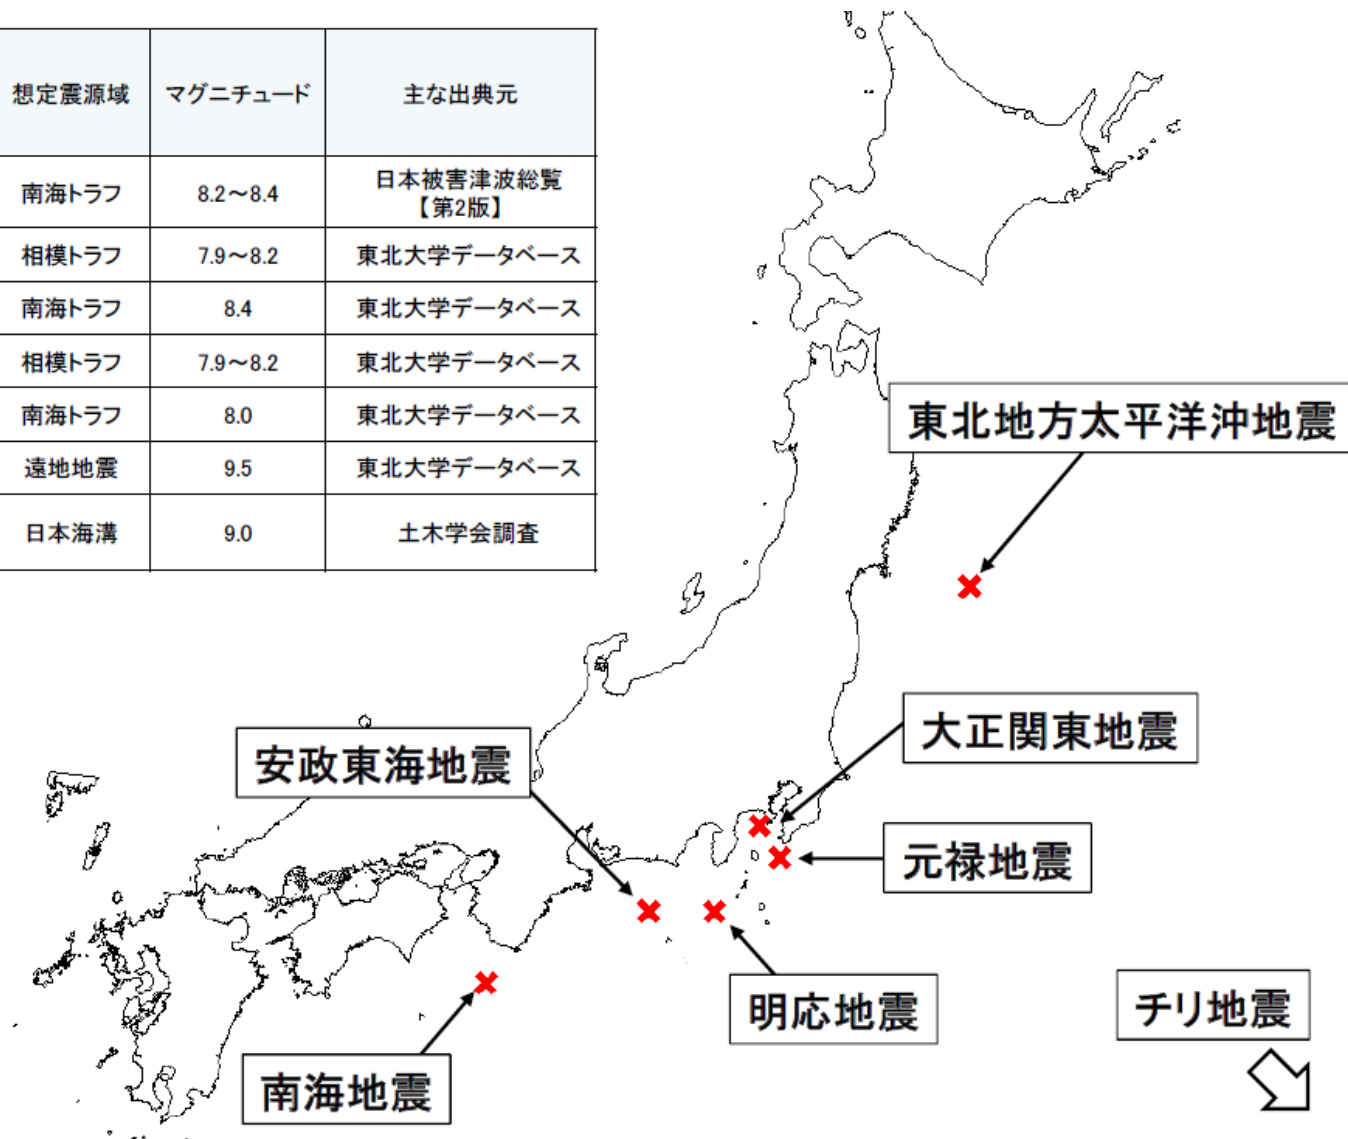 想定震源域 マグニチュード 主な出典元
南海トラフ 8.2～8.4 日本被害津波総覧
【第2版】
相模トラフ 7.9～8.2 東北大学データベース
南海トラフ 8.4 東北大学データベース
相模トラフ 7.9～8.2 東北大学データベース
南海トラフ 8.0 東北大学データベース
遠地地震 9.5 東北大学データベース
日本海溝 9.0 土木学会調査
東北地方太平洋沖地震
大正関東地震
安政東海地震
元禄地震
明応地震
チリ地震
南海地震